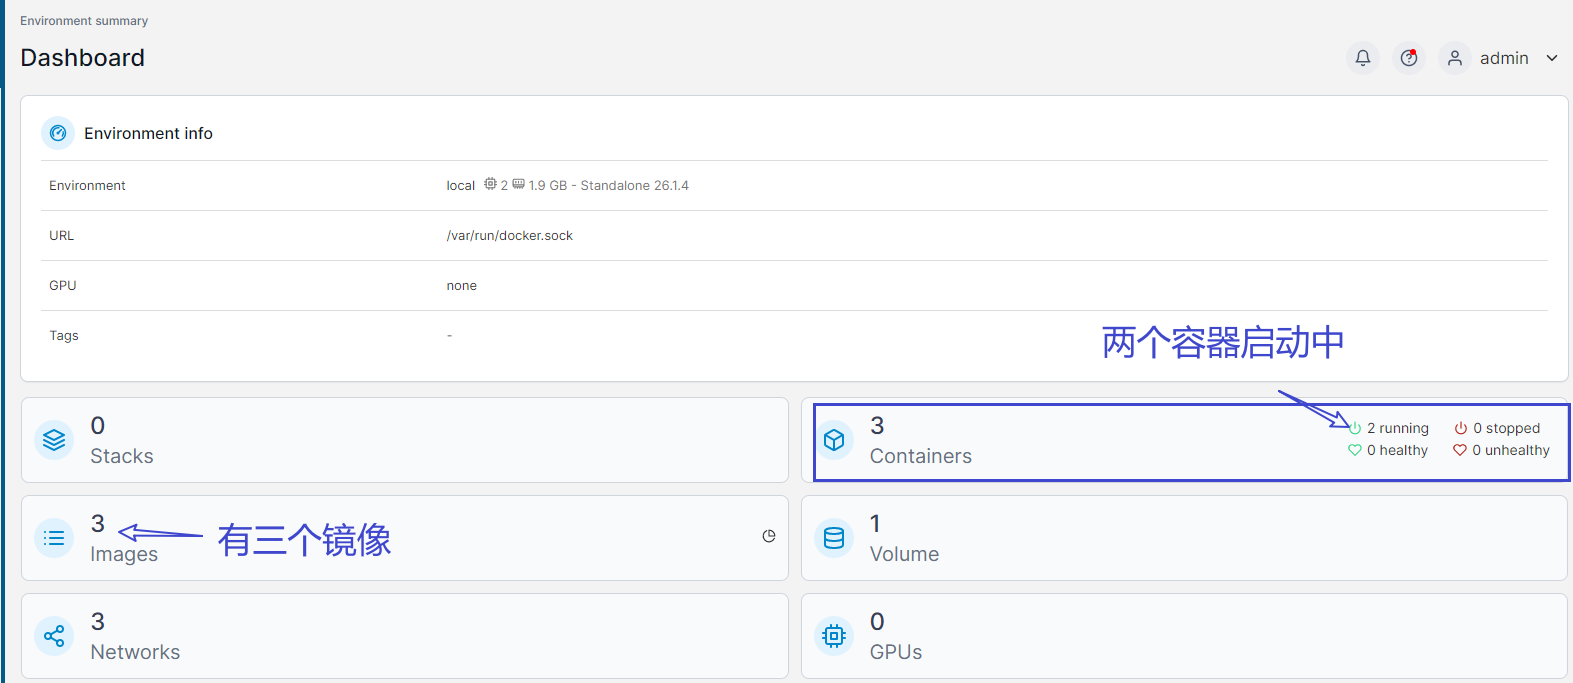 Environment summary
Dashboard
admin
Environment info
Environment local 2 1.9 GB - Standalone 26.1.4
URL /var/run/docker.sock
GPU none
Tags -
两个容器启动中
0
Stacks
3
Containers
2 running 0 stopped
0 healthy 0 unhealthy
3
Images
有三个镜像
1
Volume
3
Networks
0
GPUs